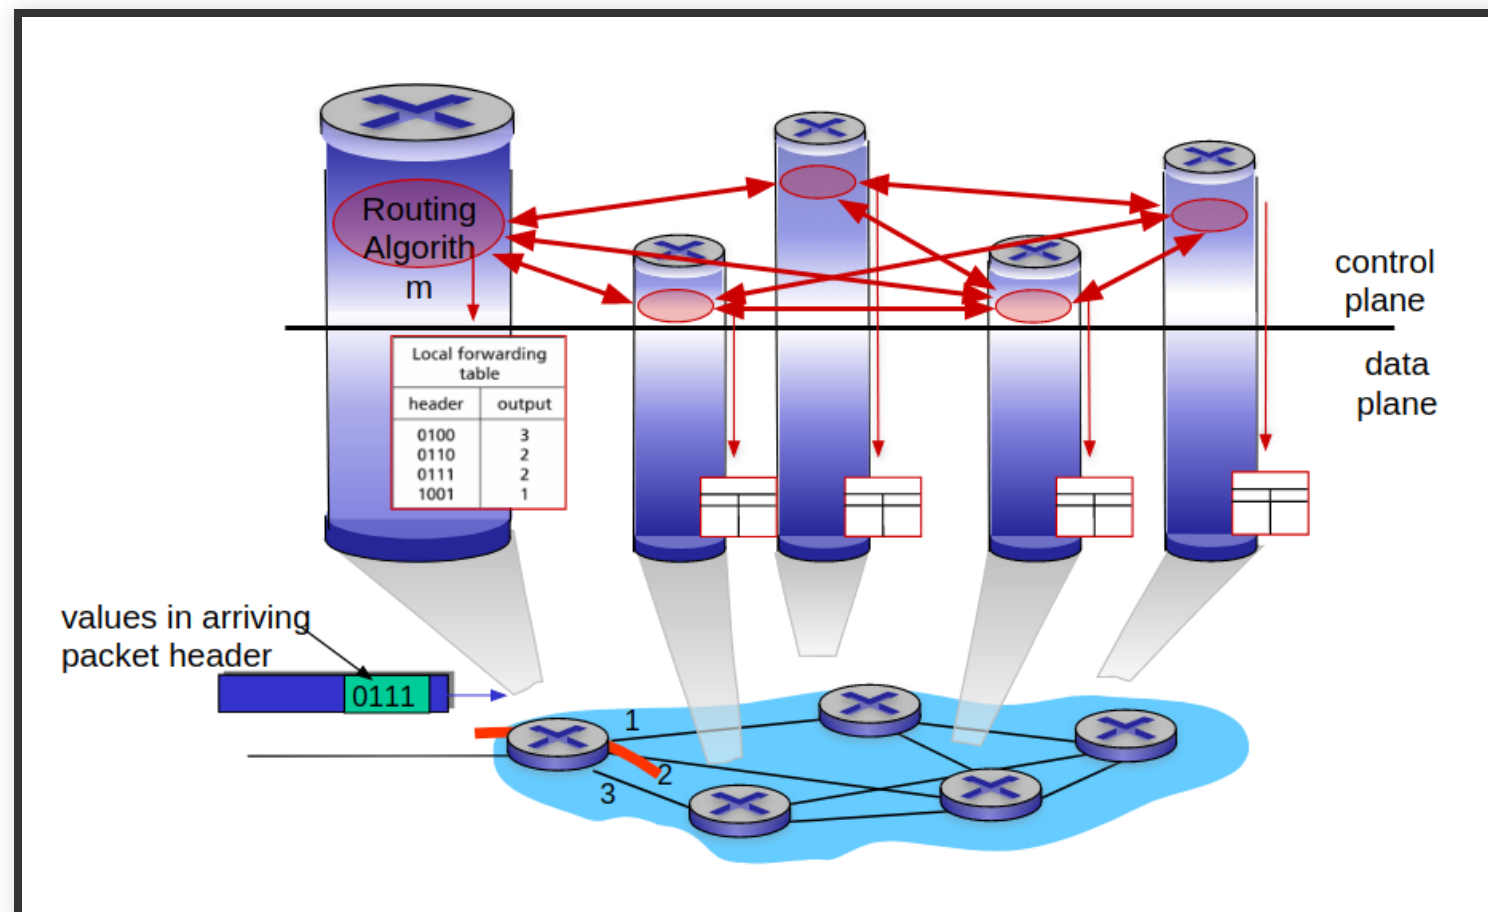 Routing
Algorith
m
control
plane
data
plane
Local forwarding
table
header output
0100 3
0110 2
0111 2
1001 1
values in arriving
packet header
0111
1
2
3